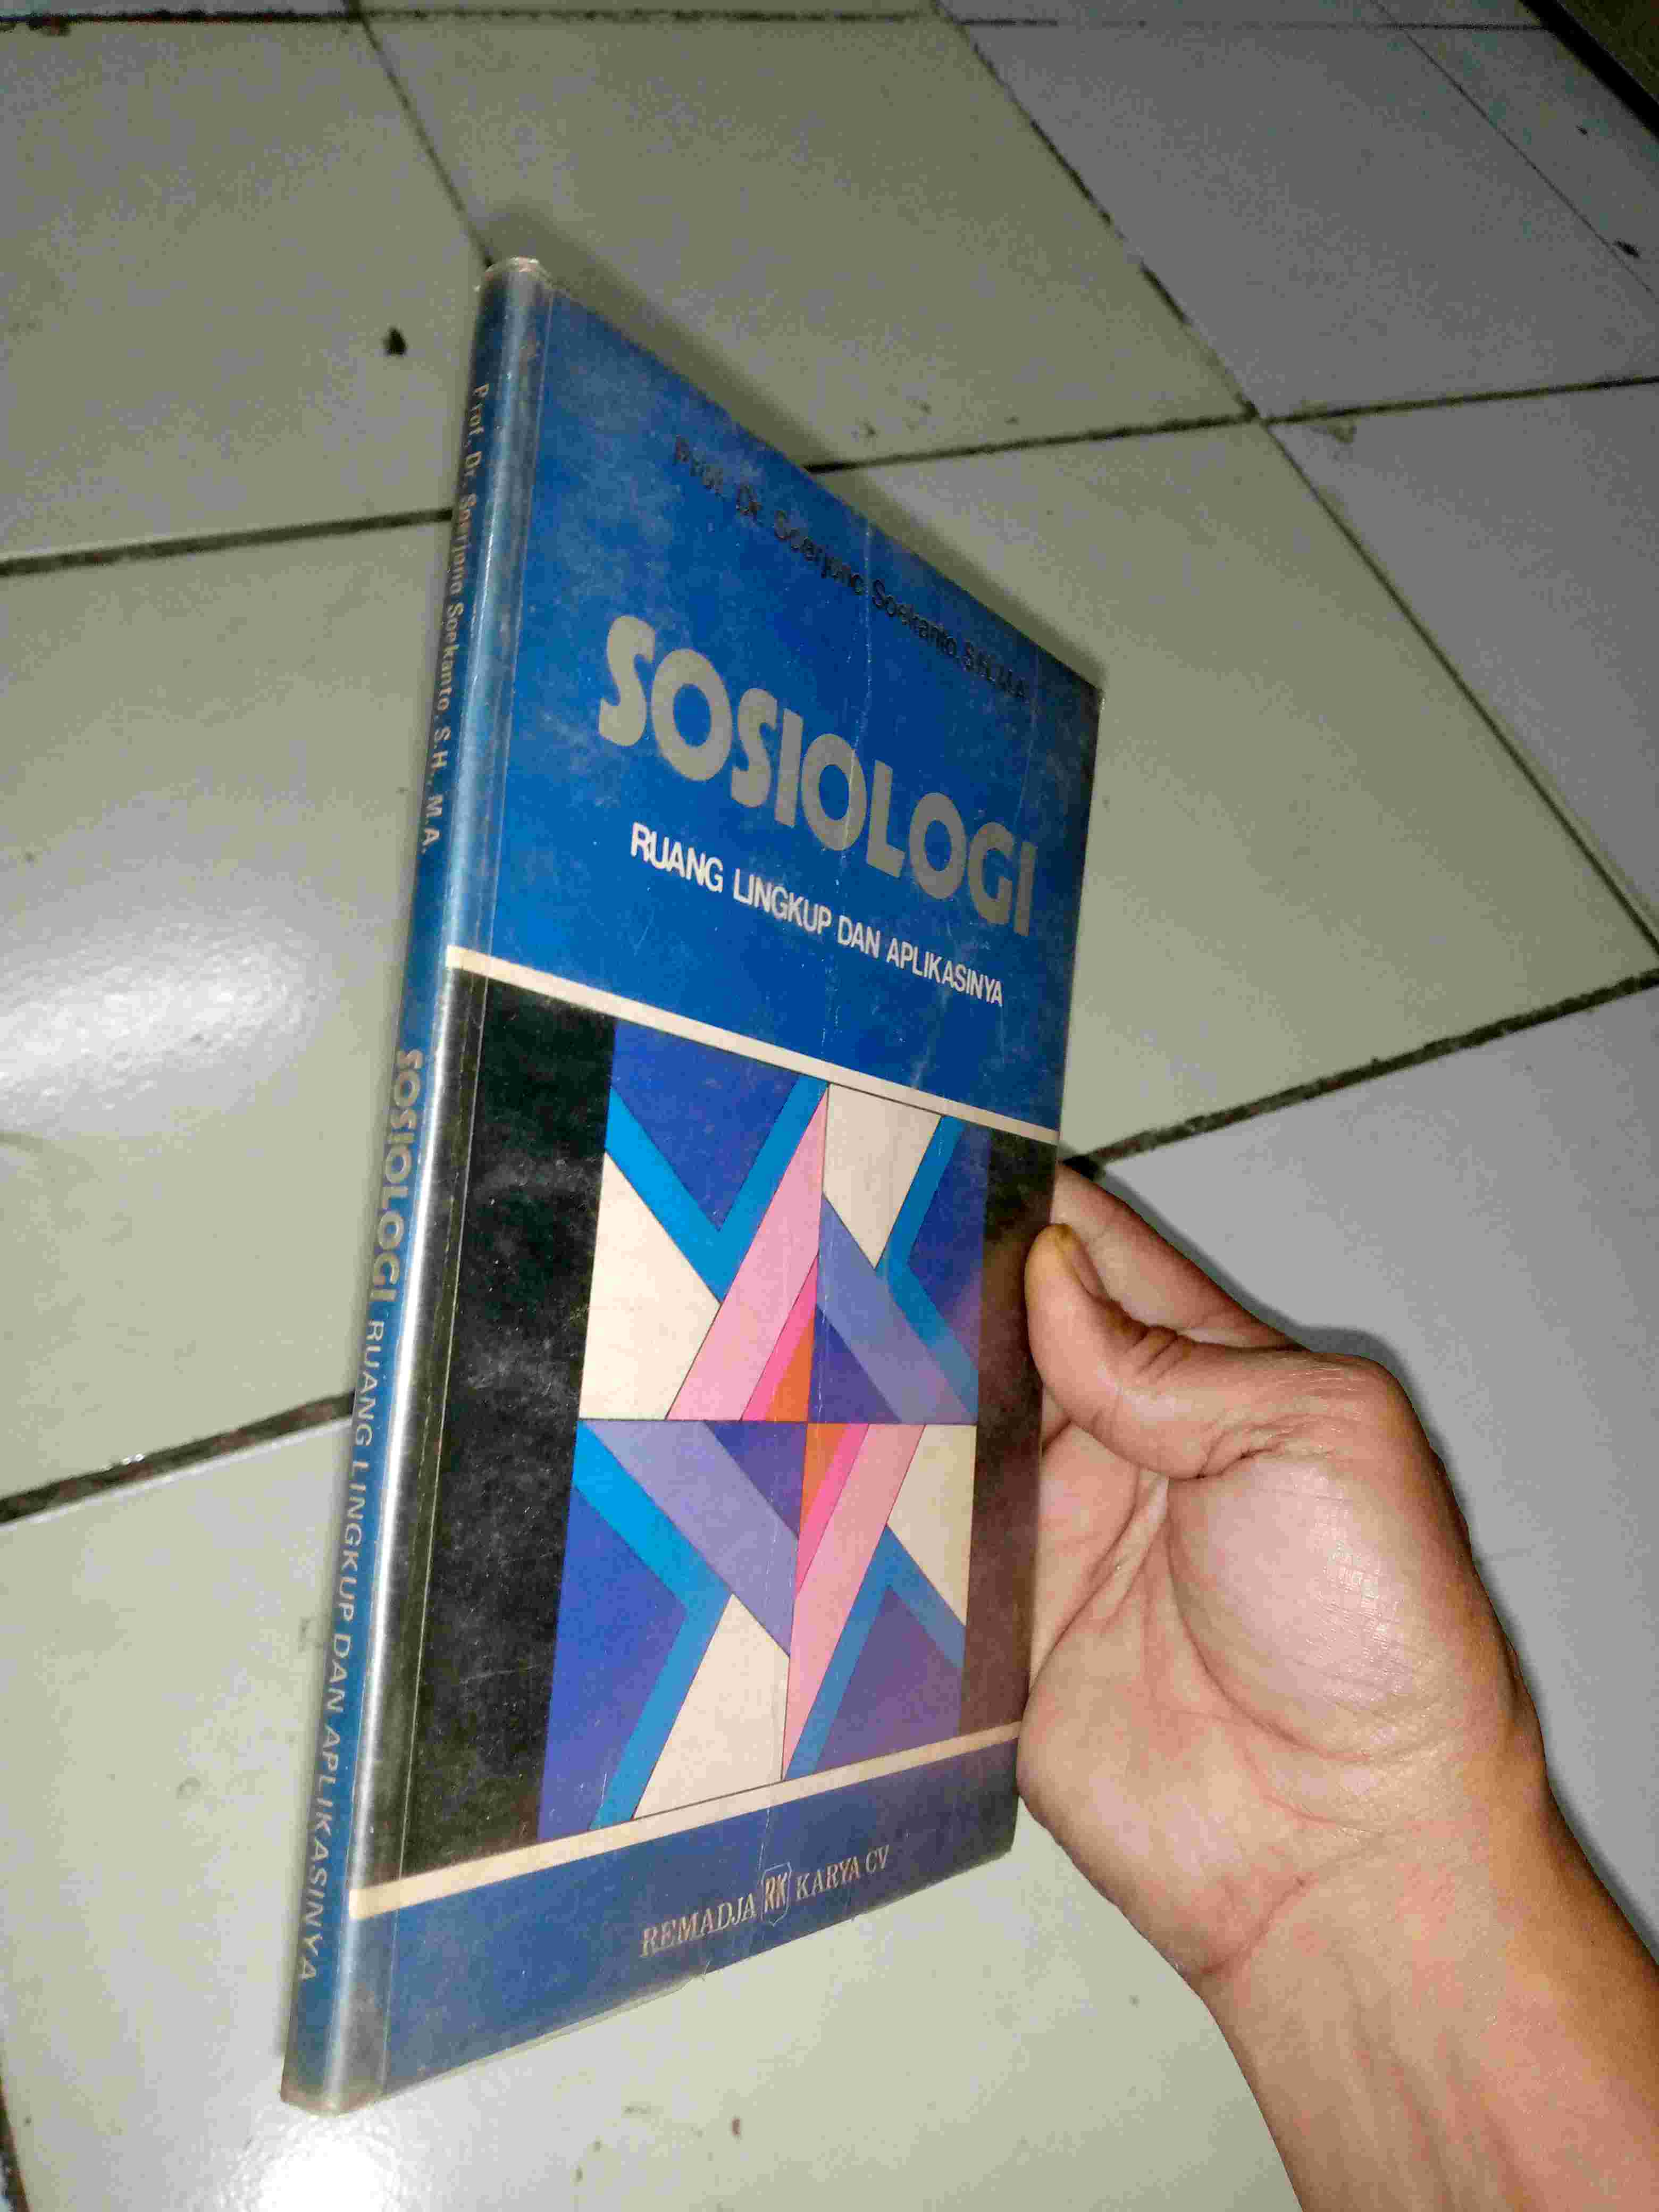 Prof. Dr. Soerjono Soekanto, S.H., M.A.
SOSIOLOGI
RUANG LINGKUP DAN APLIKASINYA
REMADJA RK KARYA CV
Prof. Dr. Soerjono Soekanto, S.H., M.A.
SOSIOLOGI RUANG LINGKUP DAN APLIKASINYA